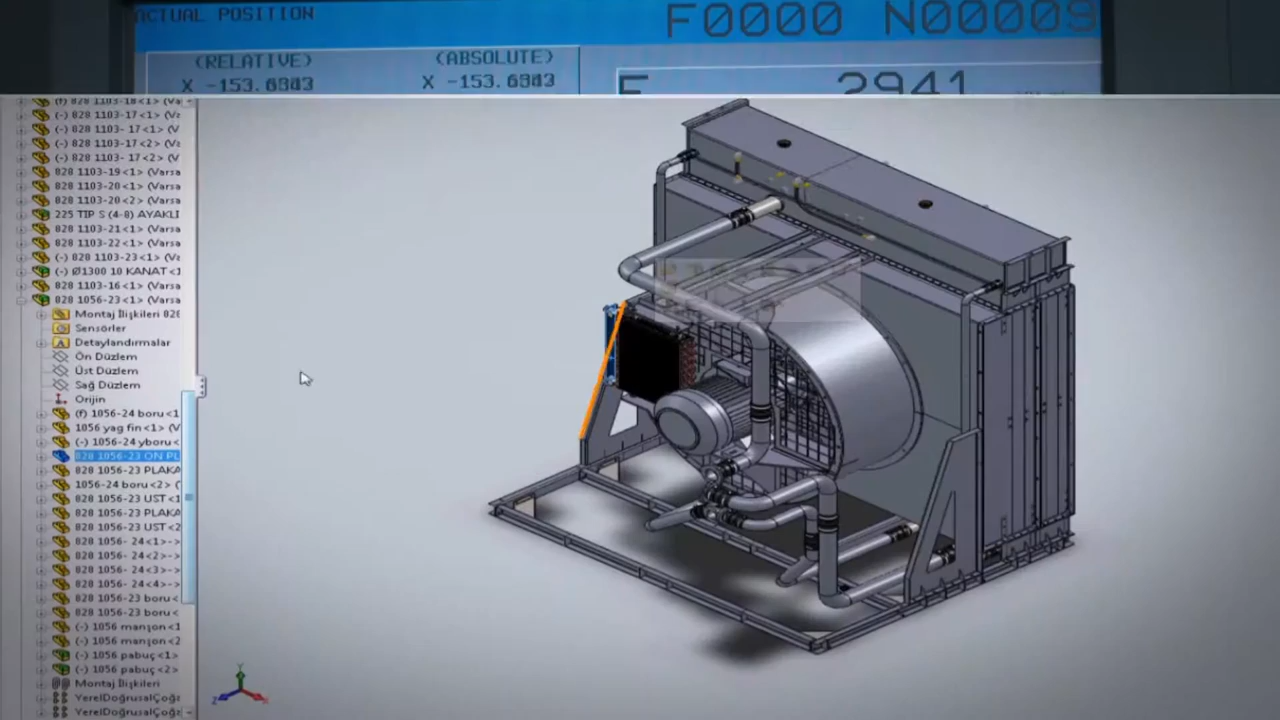 ACTUAL POSITION
F0000 N00009
(RELATIVE)
(ABSOLUTE)
F
2941
(f) 828 1103-18<1> (Va
(-) 828 1103-17<1> (V
(-) 828 1103- 17<1> (V
(-) 828 1103-17<2> (V
(-) 828 1103- 17<2> (V
828 1103-19<1> (Varsa
828 1103-20<1> (Varsa
828 1103-20<2> (Varsa
225 TIP S (4-8) AYAKLI
828 1103-21<1> (Varsa
828 1103-22<1> (Varsa
(-) 828 1103-23<1> (V
(-) Ø1300 10 KANAT<1
828 1103-16<1> (Varsa
828 1056-23<1> (Varsa
Montaj İlişkileri 828
Sensörler
Detaylandırmalar
Ön Düzlem
Üst Düzlem
Sağ Düzlem
Orijin
(f) 1056-24 boru<1
1056 yag fin<1> (V
(-) 1056-24 yboru<
828 1056-23 ON PL
828 1056-23 PLAKA
1056-24 boru<2> (
828 1056-23 UST<1
828 1056-23 PLAKA
828 1056-23 UST<2
828 1056- 24<1>->
828 1056- 24<2>->
828 1056- 24<3>->
828 1056- 24<4>->
828 1056-23 boru<
828 1056-23 boru<
(-) 1056 manşon<1
(-) 1056 manşon<2
(-) 1056 pabuç<1>
(-) 1056 pabuç<2>
Montaj İlişkileri
YerelDoğrusalÇoğa
YerelDoğrusalÇoğa
Y
Z
X